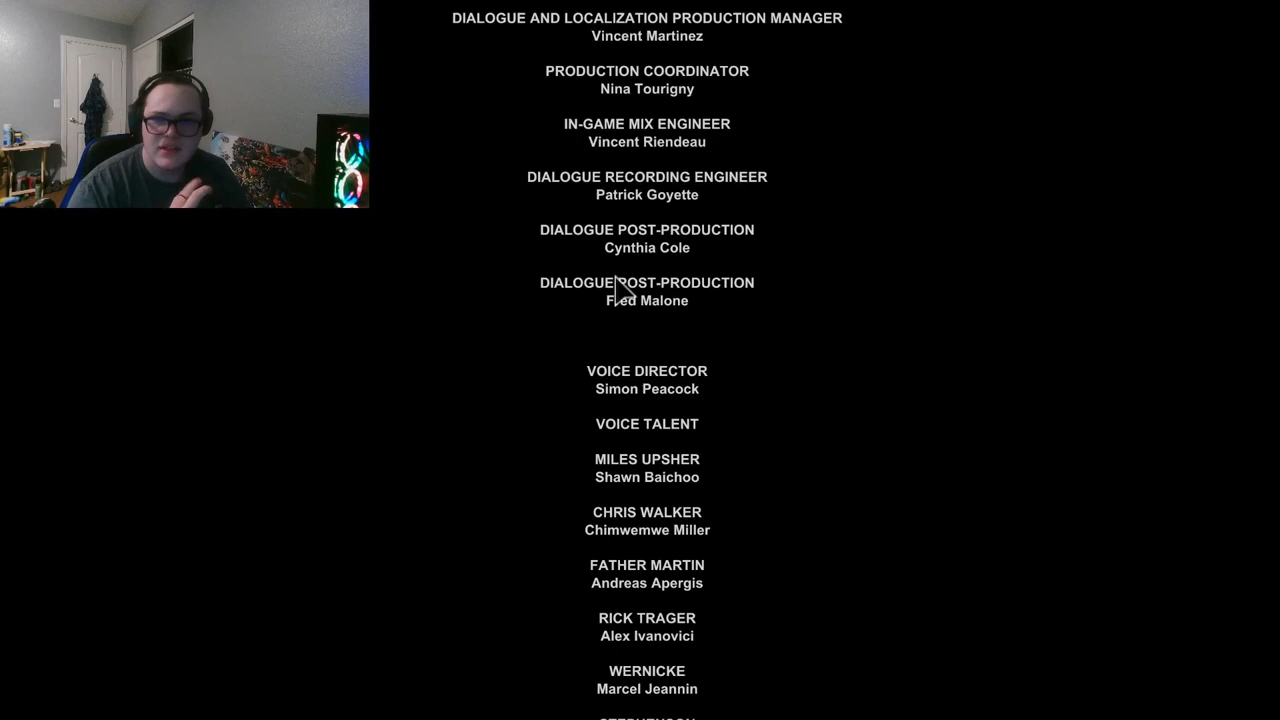 DIALOGUE AND LOCALIZATION PRODUCTION MANAGER
Vincent Martinez
PRODUCTION COORDINATOR
Nina Tourigny
IN-GAME MIX ENGINEER
Vincent Riendeau
DIALOGUE RECORDING ENGINEER
Patrick Goyette
DIALOGUE POST-PRODUCTION
Cynthia Cole
DIALOGUE POST-PRODUCTION
Fred Malone
VOICE DIRECTOR
Simon Peacock
VOICE TALENT
MILES UPSHER
Shawn Baichoo
CHRIS WALKER
Chimwemwe Miller
FATHER MARTIN
Andreas Apergis
RICK TRAGER
Alex Ivanovici
WERNICKE
Marcel Jeannin